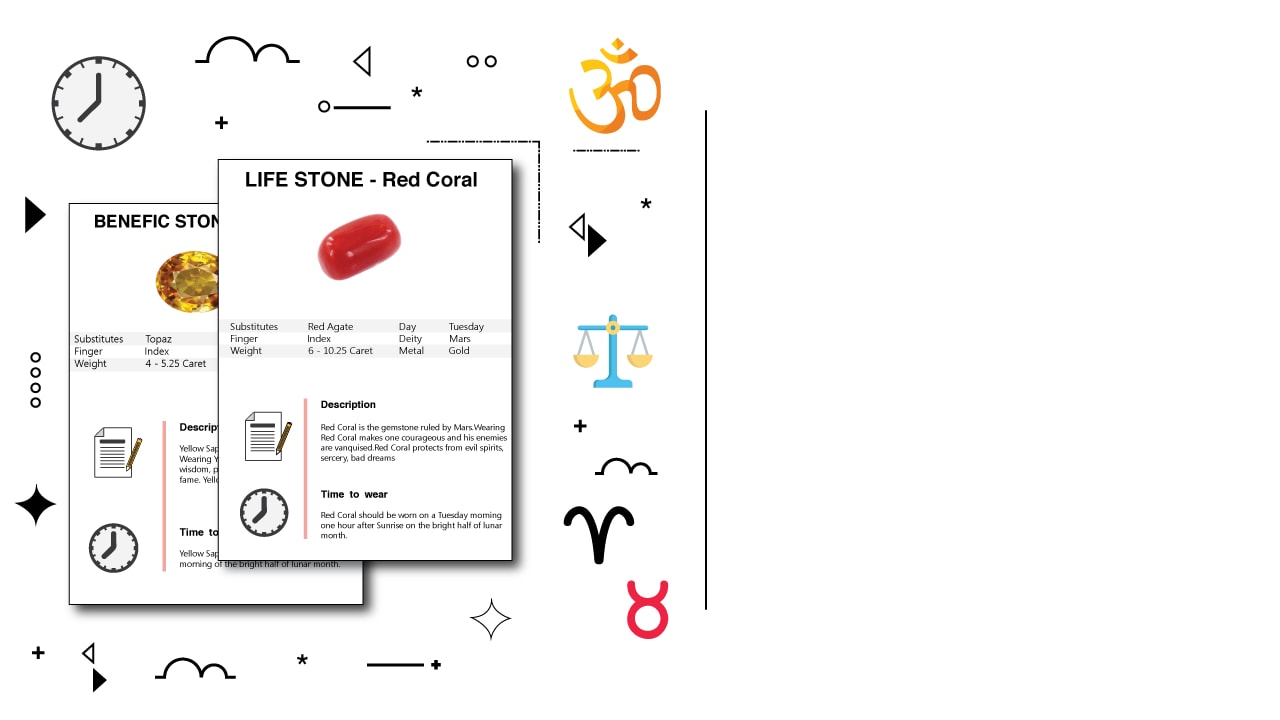 LIFE STONE - Red Coral
Substitutes Red Agate Day Tuesday
Finger Index Deity Mars
Weight 6 - 10.25 Caret Metal Gold
Description
Red Coral is the gemstone ruled by Mars.Wearing
Red Coral makes one courageous and his enemies
are vanquised.Red Coral protects from evil spirits,
sercery, bad dreams
Time to wear
Red Coral should be worn on a Tuesday morning
one hour after Sunrise on the bright half of lunar
month.
BENEFIC
Substitutes Topaz
Finger Index
Weight 4 - 5.25 Caret
Yellow
Wearing
wisdom,
fame.
Time to
Yellow
morning of the bright half of lunar month.
ॐ